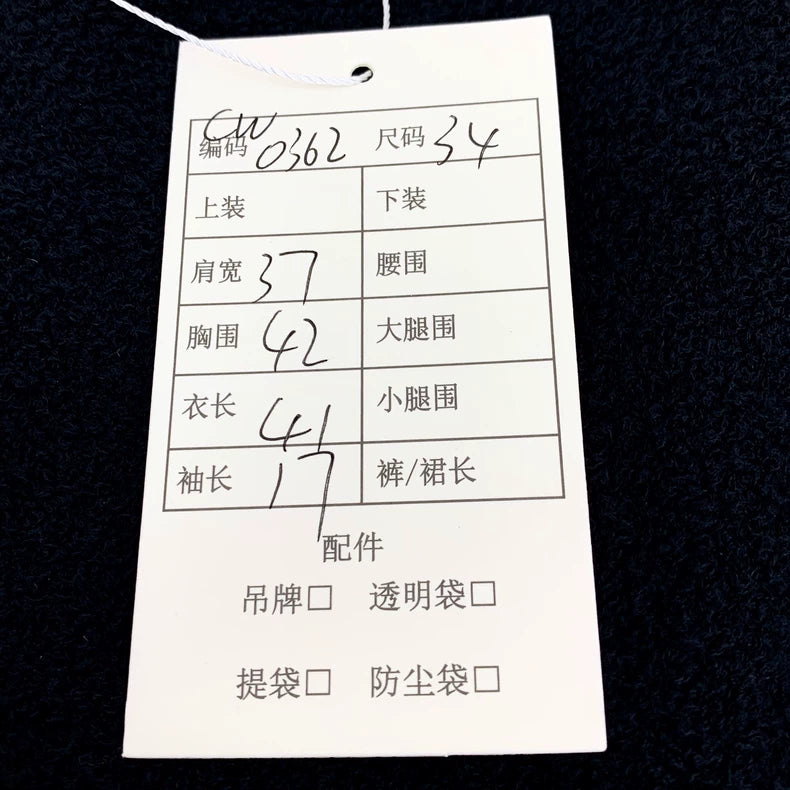 CW
编码 0362 尺码 34
上装 下装
肩宽 37 腰围
胸围 42 大腿围
衣长 41 小腿围
袖长 17 裤/裙长
配件
吊牌□ 透明袋□
提袋□ 防尘袋□